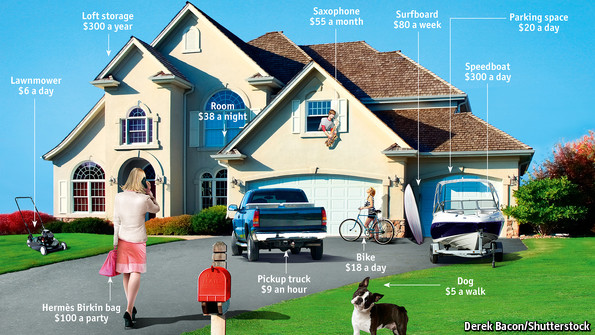 Loft storage
$300 a year
Saxophone
$55 a month
Surfboard
$80 a week
Parking space
$20 a day
Lawnmower
$6 a day
Speedboat
$300 a day
Room
$38 a night
Bike
$18 a day
Pickup truck
$9 an hour
Dog
$5 a walk
Hermès Birkin bag
$100 a party
Derek Bacon/Shutterstock